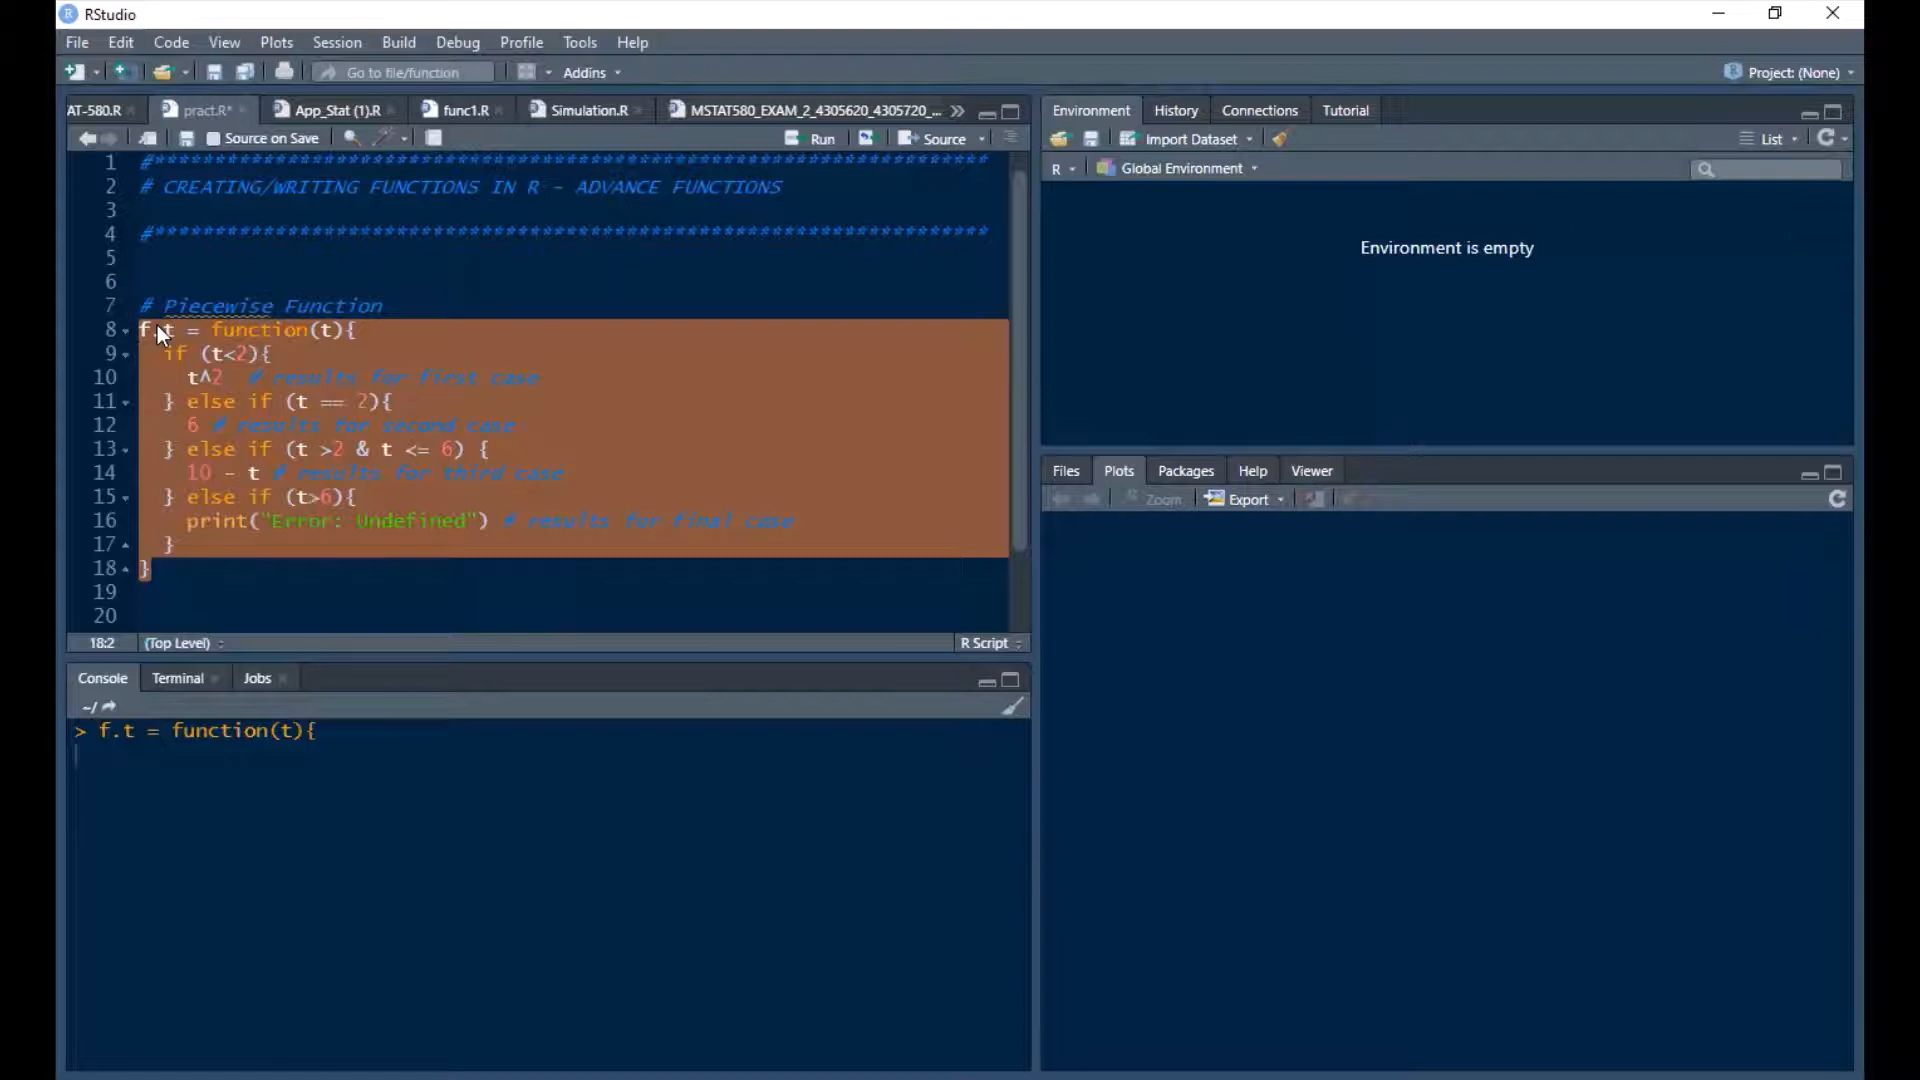 RStudio
File Edit Code View Plots Session Build Debug Profile Tools Help
Go to file/function Addins Project: (None)
AT-580.R pract.R* App_Stat (1).R func1.R Simulation.R MSTAT580_EXAM_2_4305620_4305720_...
Source on Save Run Source
1 #*********************************************************************
2 # CREATING/WRITING FUNCTIONS IN R - ADVANCE FUNCTIONS
3
4 #*********************************************************************
5
6
7 # Piecewise Function
8 f.t = function(t){
9 if (t<2){
10 t^2 # results for first case
11 } else if (t == 2){
12 6 # results for second case
13 } else if (t >2 & t <= 6) {
14 10 - t # results for third case
15 } else if (t>6){
16 print("Error: Undefined") # results for final case
17 }
18 }
19
20
18:2 (Top Level) R Script
Console Terminal Jobs
~/
> f.t = function(t){
Environment History Connections Tutorial
Import Dataset List
R Global Environment
Environment is empty
Files Plots Packages Help Viewer
Zoom Export